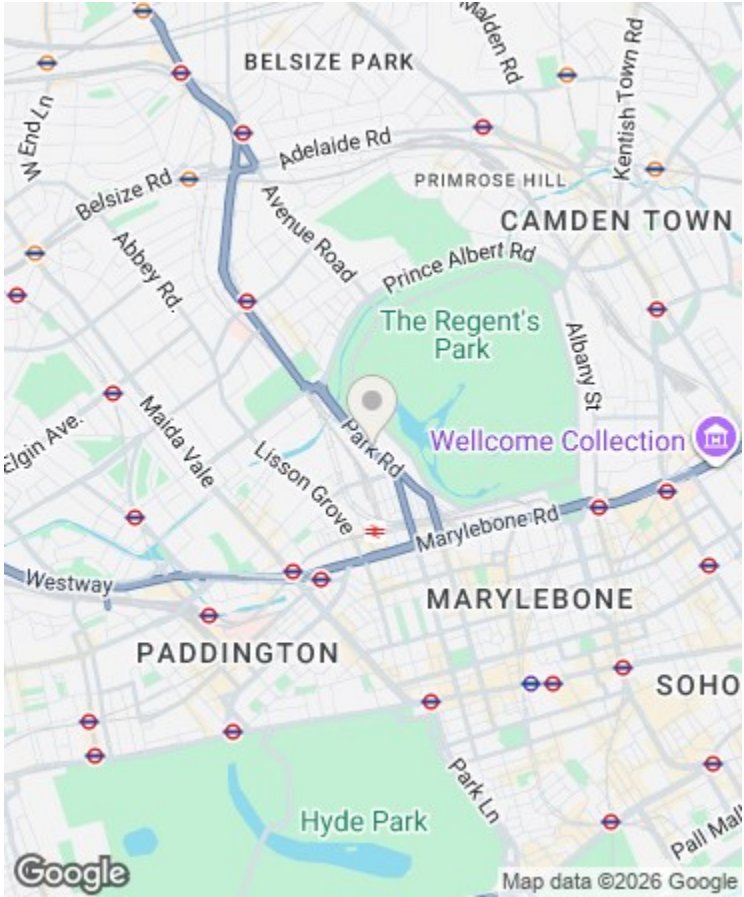 Malden Rd
BELSIZE PARK
Kentish Town Rd
W End Ln
Adelaide Rd
PRIMROSE HILL
Belsize Rd
Avenue Road
CAMDEN TOWN
Abbey Rd.
Prince Albert Rd
The Regent's
Park
Albany St
Maida Vale
Elgin Ave.
Park Rd
Wellcome Collection
Lisson Grove
Marylebone Rd
Westway
MARYLEBONE
PADDINGTON
SOHO
Park Ln
Hyde Park
Pall Mall
Google
Map data ©2026 Google